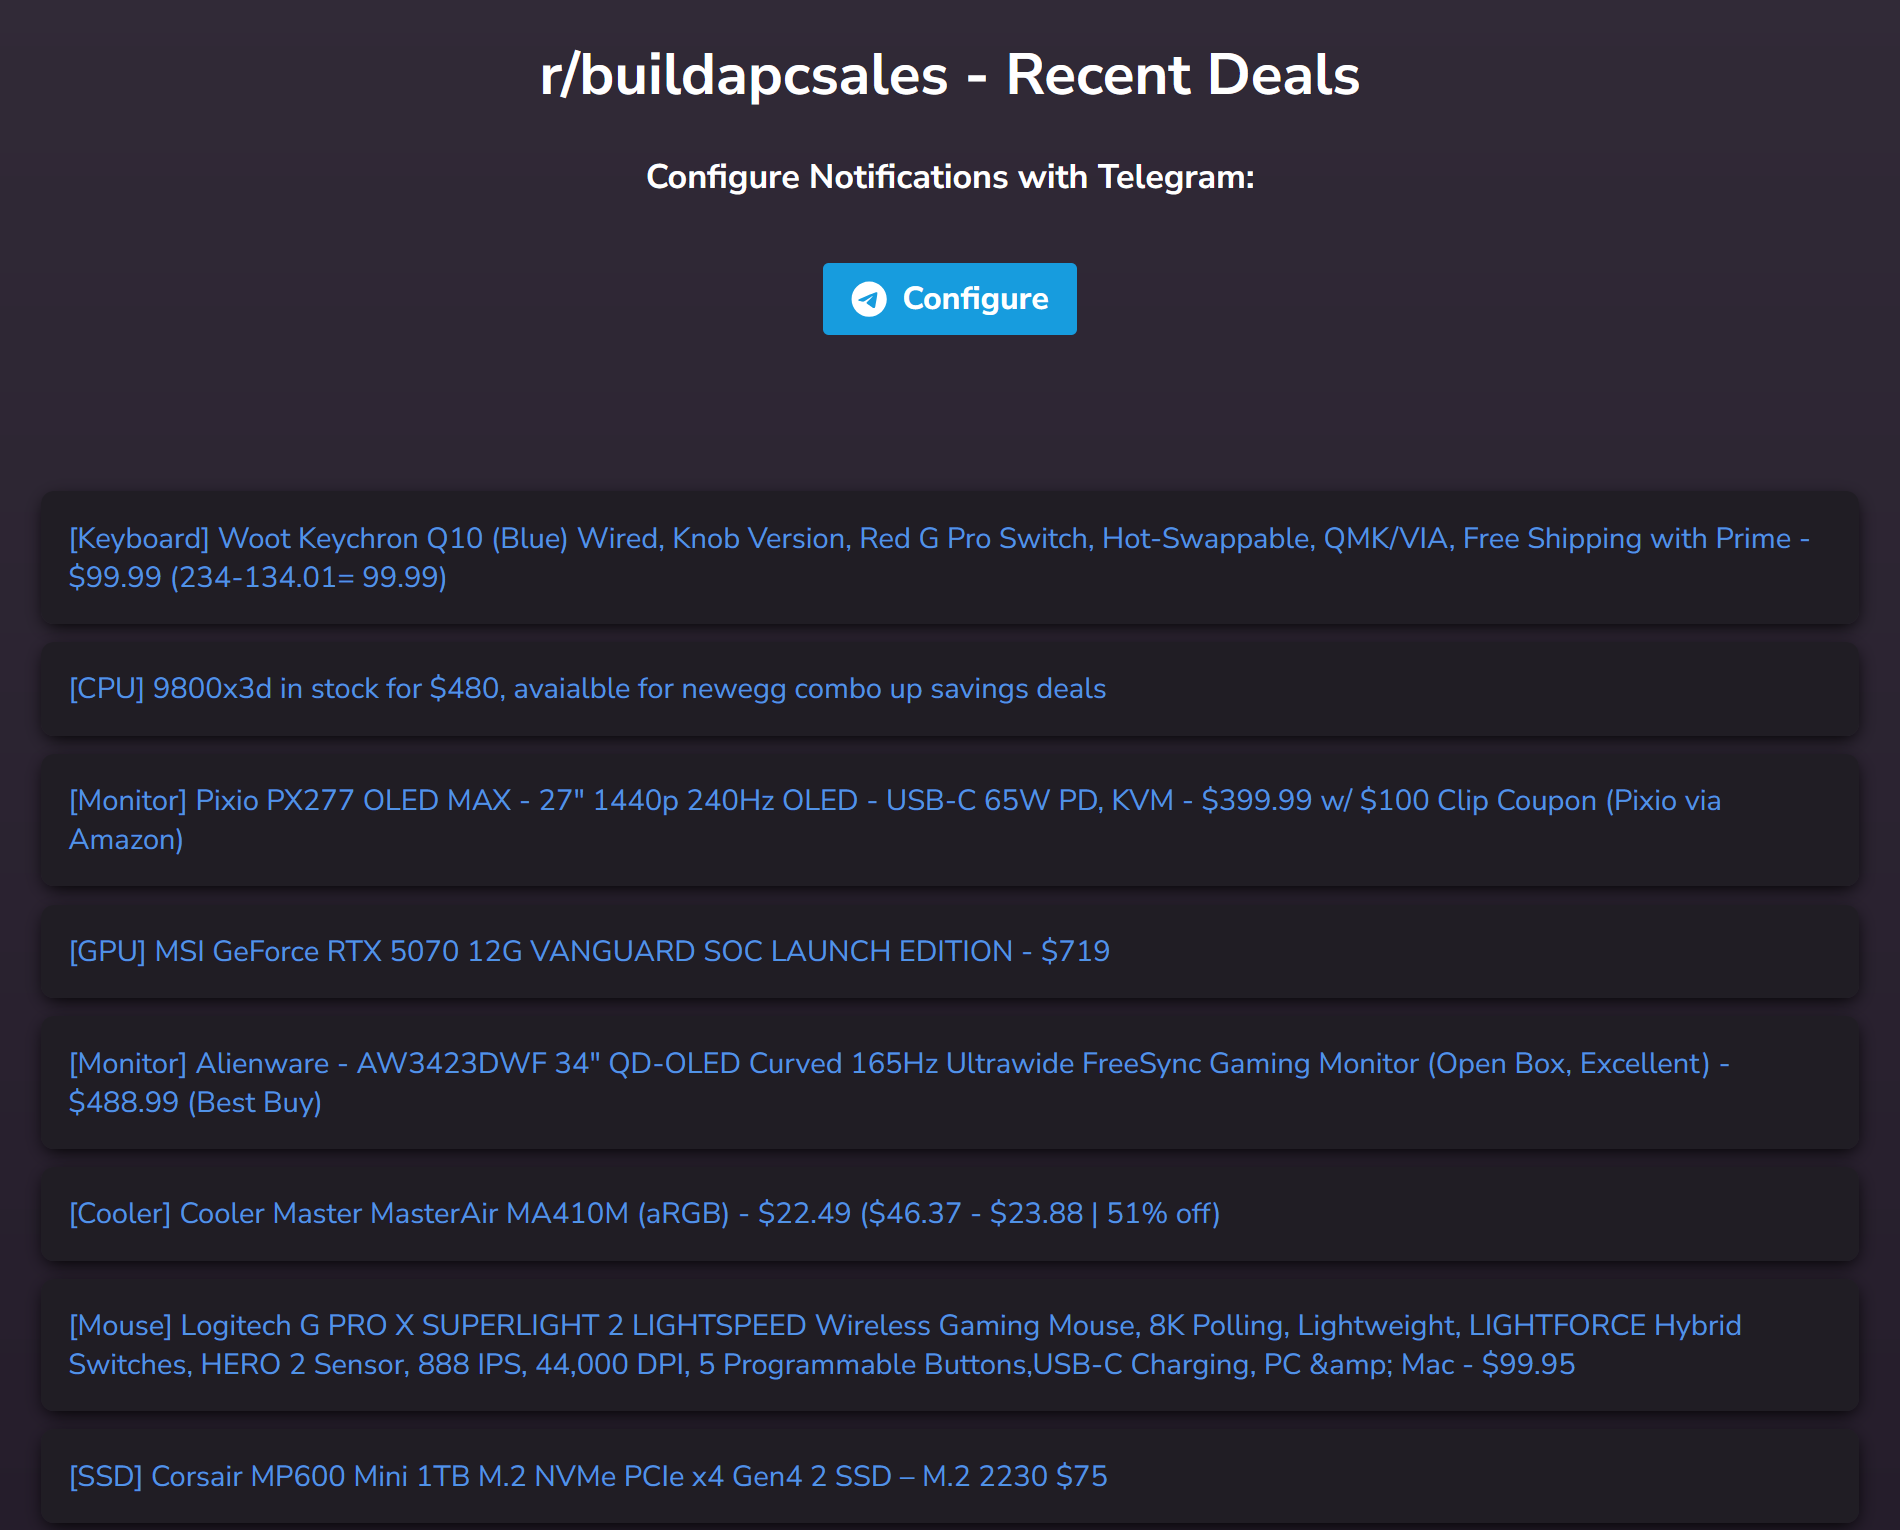 r/buildapcsales - Recent Deals
Configure Notifications with Telegram:
Configure
[Keyboard] Woot Keychron Q10 (Blue) Wired, Knob Version, Red G Pro Switch, Hot-Swappable, QMK/VIA, Free Shipping with Prime -
$99.99 (234-134.01= 99.99)
[CPU] 9800x3d in stock for $480, avaialble for newegg combo up savings deals
[Monitor] Pixio PX277 OLED MAX - 27" 1440p 240Hz OLED - USB-C 65W PD, KVM - $399.99 w/ $100 Clip Coupon (Pixio via
Amazon)
[GPU] MSI GeForce RTX 5070 12G VANGUARD SOC LAUNCH EDITION - $719
[Monitor] Alienware - AW3423DWF 34" QD-OLED Curved 165Hz Ultrawide FreeSync Gaming Monitor (Open Box, Excellent) -
$488.99 (Best Buy)
[Cooler] Cooler Master MasterAir MA410M (aRGB) - $22.49 ($46.37 - $23.88 | 51% off)
[Mouse] Logitech G PRO X SUPERLIGHT 2 LIGHTSPEED Wireless Gaming Mouse, 8K Polling, Lightweight, LIGHTFORCE Hybrid
Switches, HERO 2 Sensor, 888 IPS, 44,000 DPI, 5 Programmable Buttons,USB-C Charging, PC &amp; Mac - $99.95
[SSD] Corsair MP600 Mini 1TB M.2 NVMe PCIe x4 Gen4 2 SSD – M.2 2230 $75